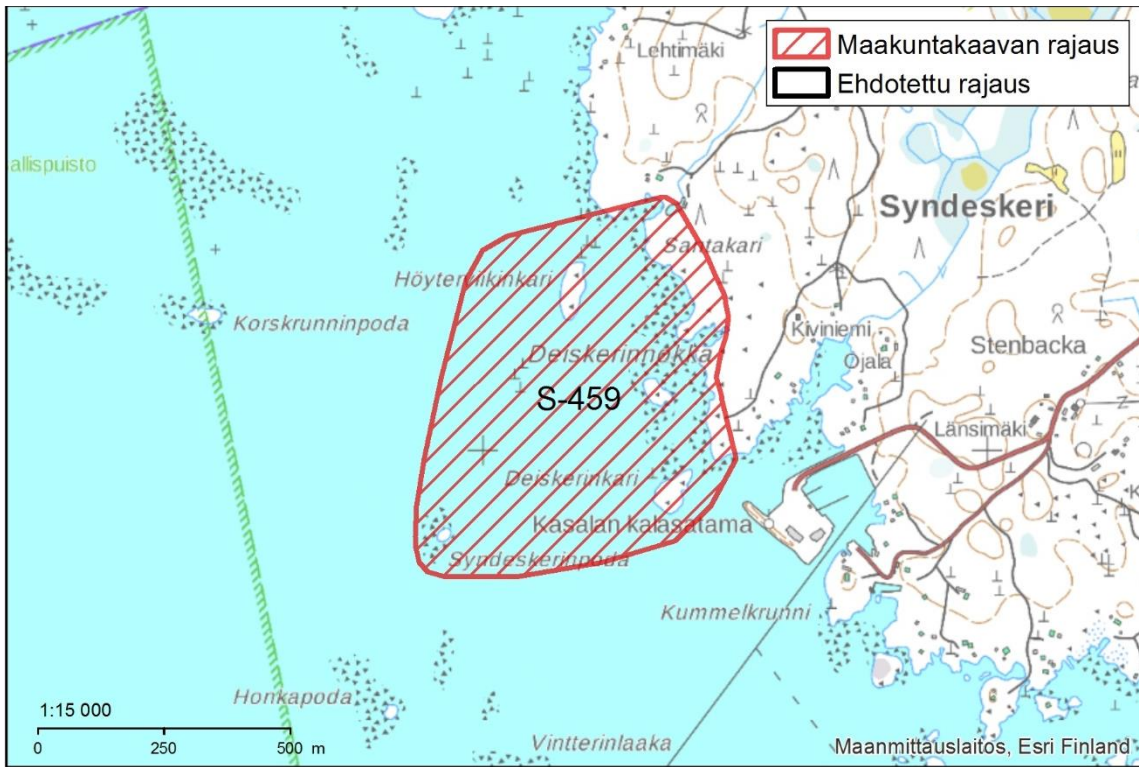 Maakuntakaavan rajaus
Ehdotettu rajaus
Lehtimäki
allispuisto
Syndeskeri
Santakari
Höyterviikinkari
Korskrunninpoda
Kiviniemi
Ojala
Stenbacka
Deiskerinnokka
S-459
Länsimäki
Deiskerinkari
Kasalan kalasatama
Syndeskerinpoda
Kummelkrunni
Honkapoda
1:15 000
0 250 500 m
Vintterinlaaka
Maanmittauslaitos, Esri Finland